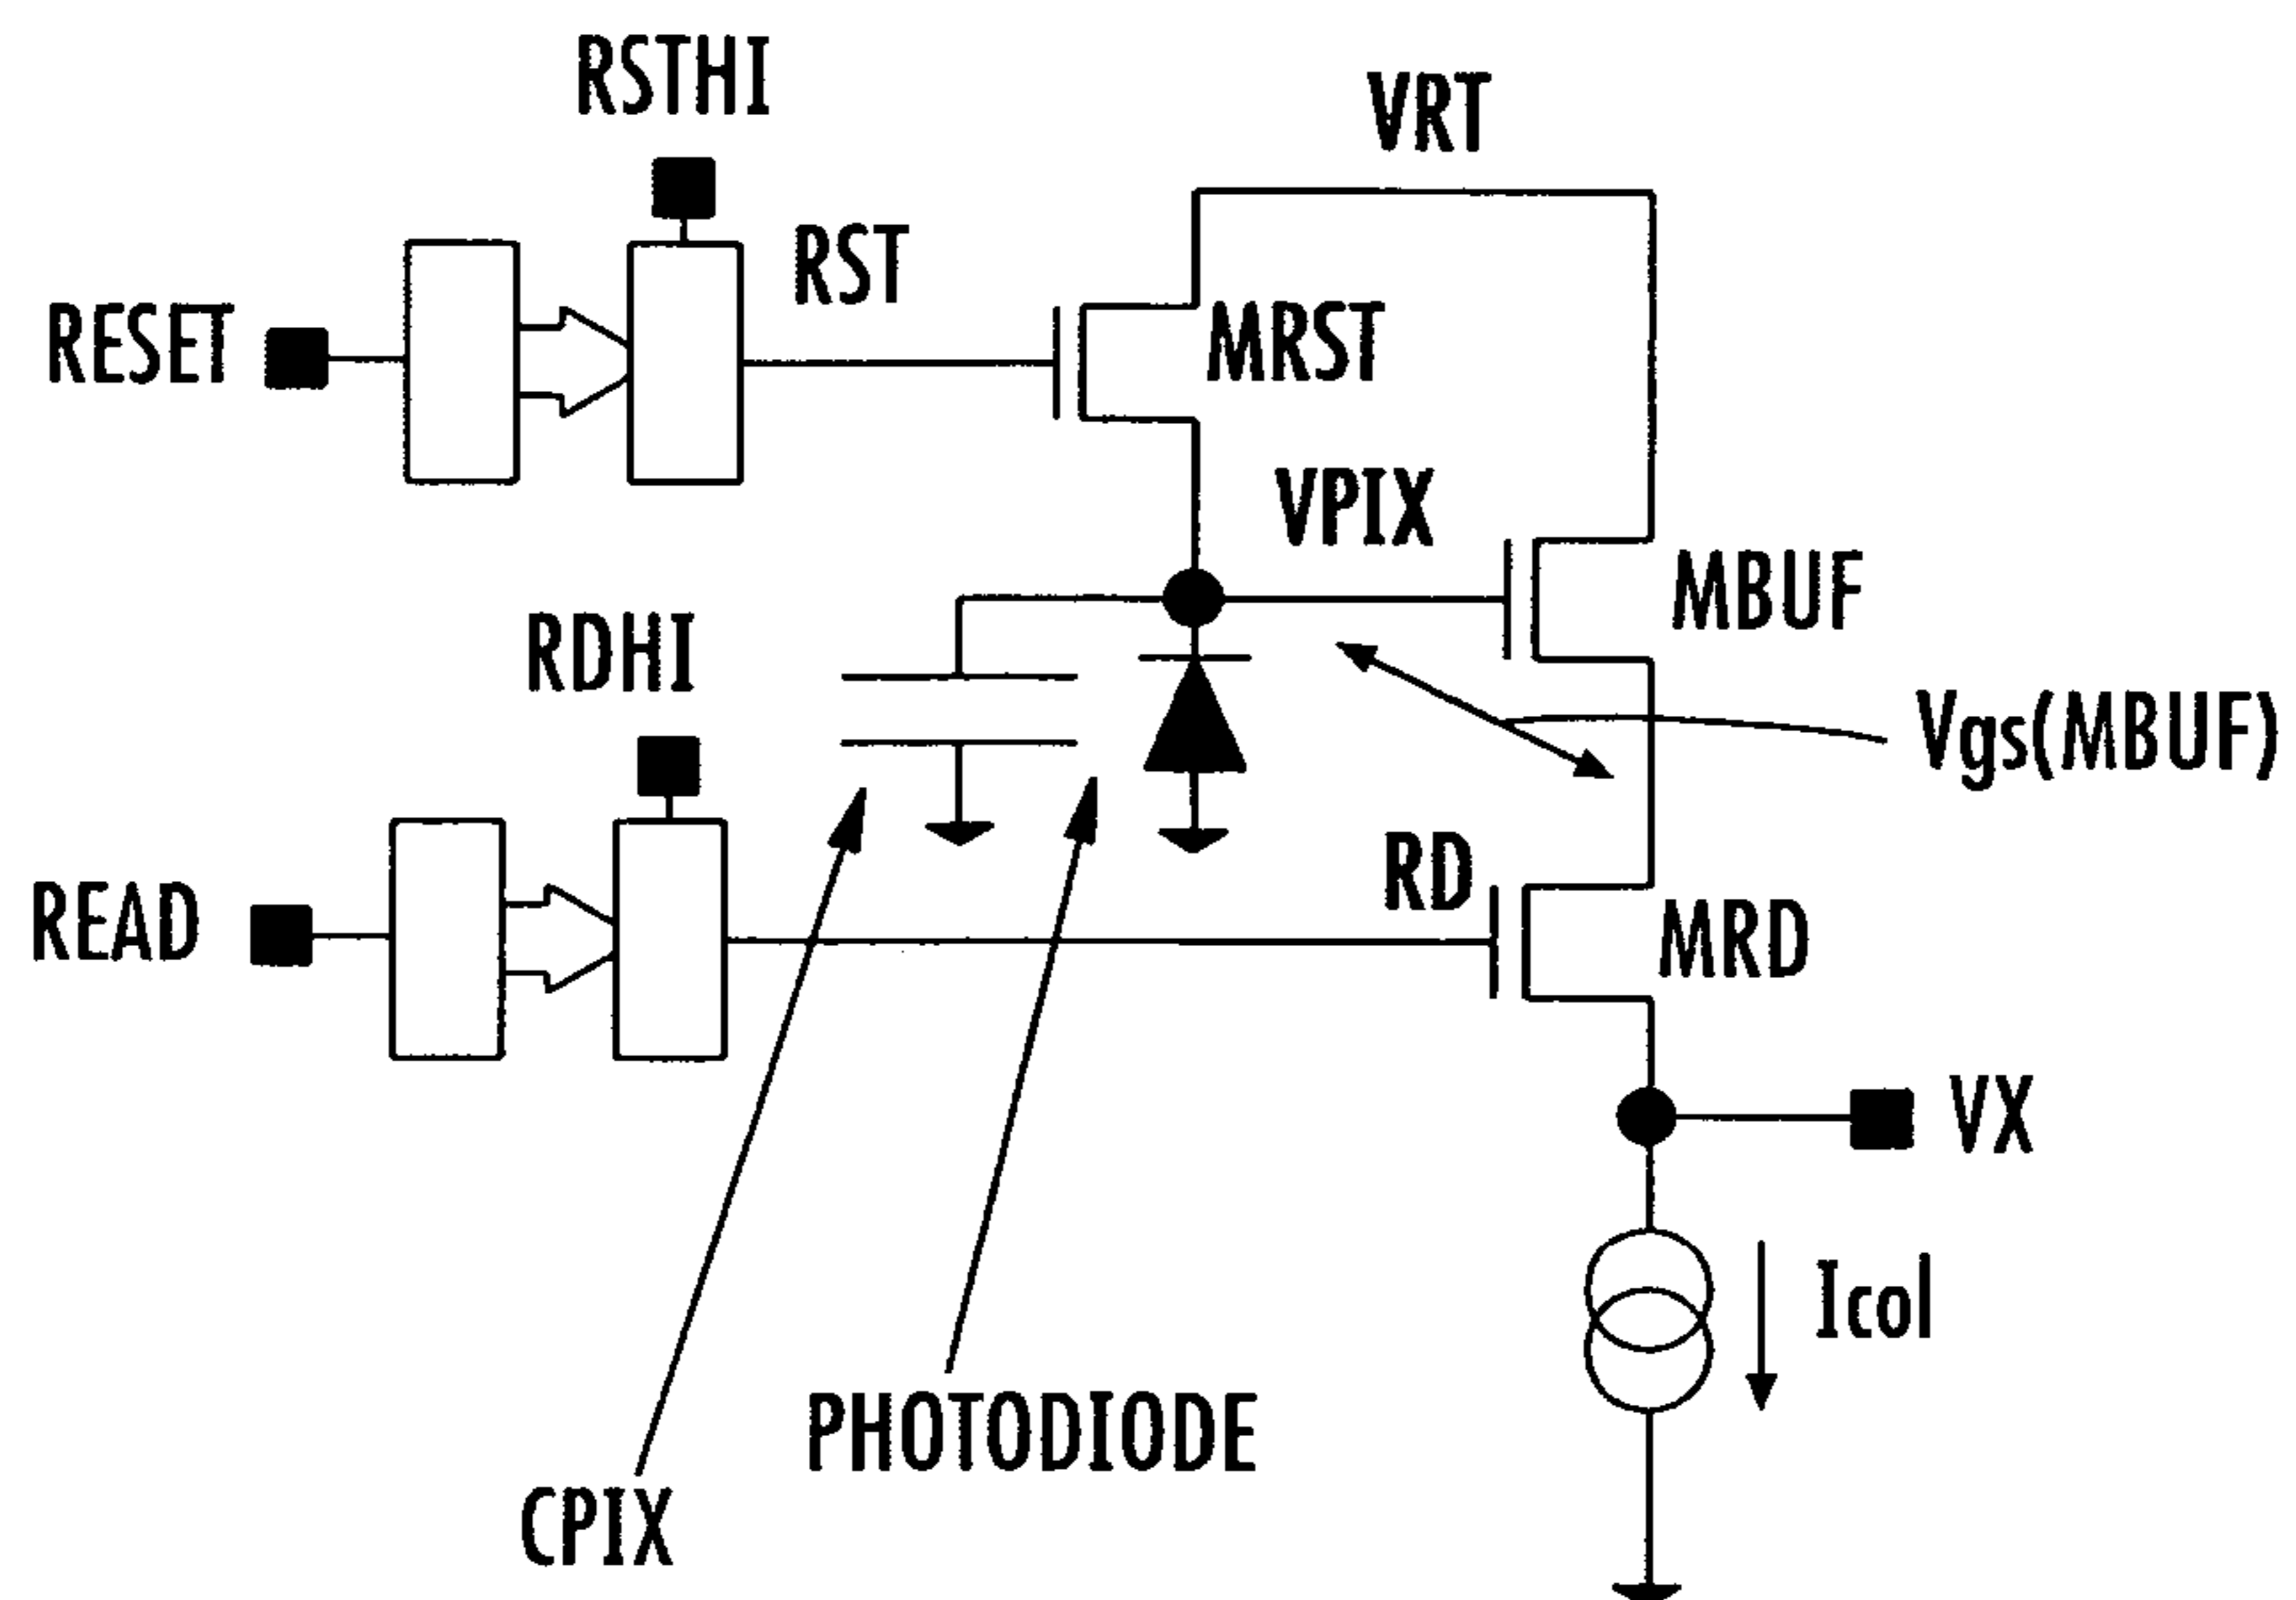 RSTHI
VRT
RST
RESET
MRST
VPIX
MBUF
RDHI
Vgs(MBUF)
RD
READ
MRD
VX
Icol
PHOTODIODE
CPIX